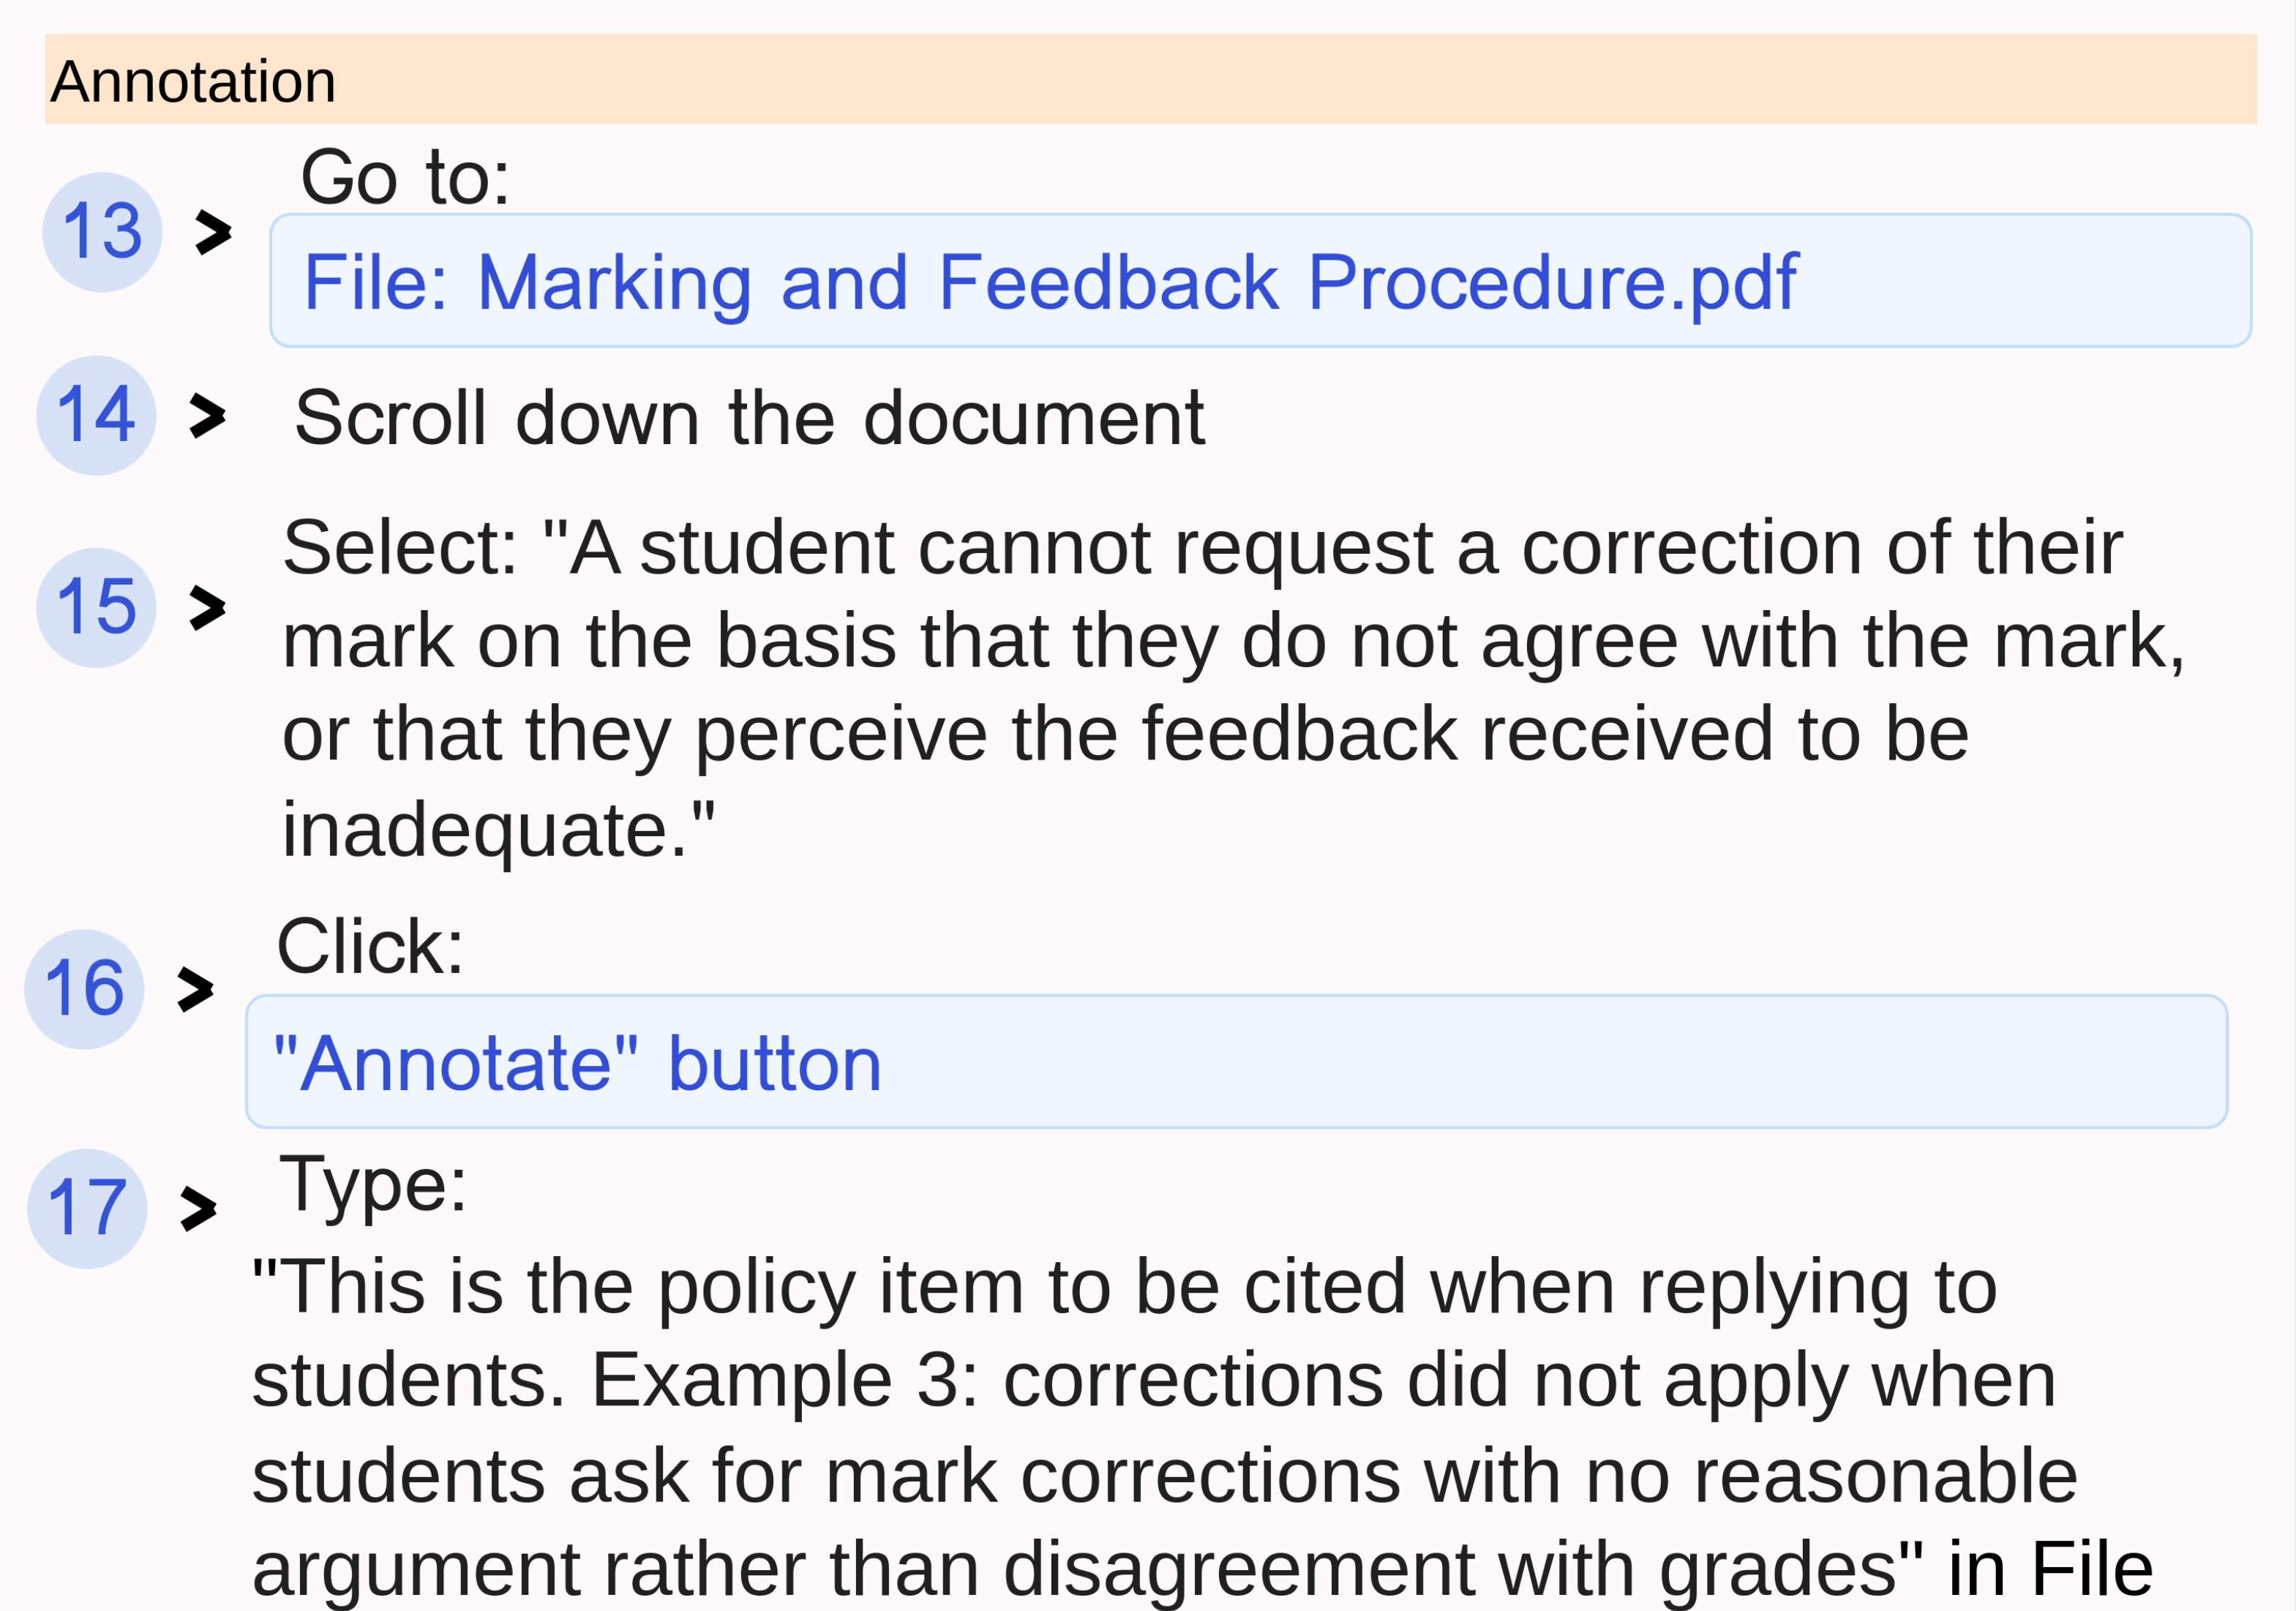 Annotation
13 > Go to:
File: Marking and Feedback Procedure.pdf
14 > Scroll down the document
15 > Select: "A student cannot request a correction of their
mark on the basis that they do not agree with the mark,
or that they perceive the feedback received to be
inadequate."
16 > Click:
"Annotate" button
17 > Type:
"This is the policy item to be cited when replying to
students. Example 3: corrections did not apply when
students ask for mark corrections with no reasonable
argument rather than disagreement with grades" in File